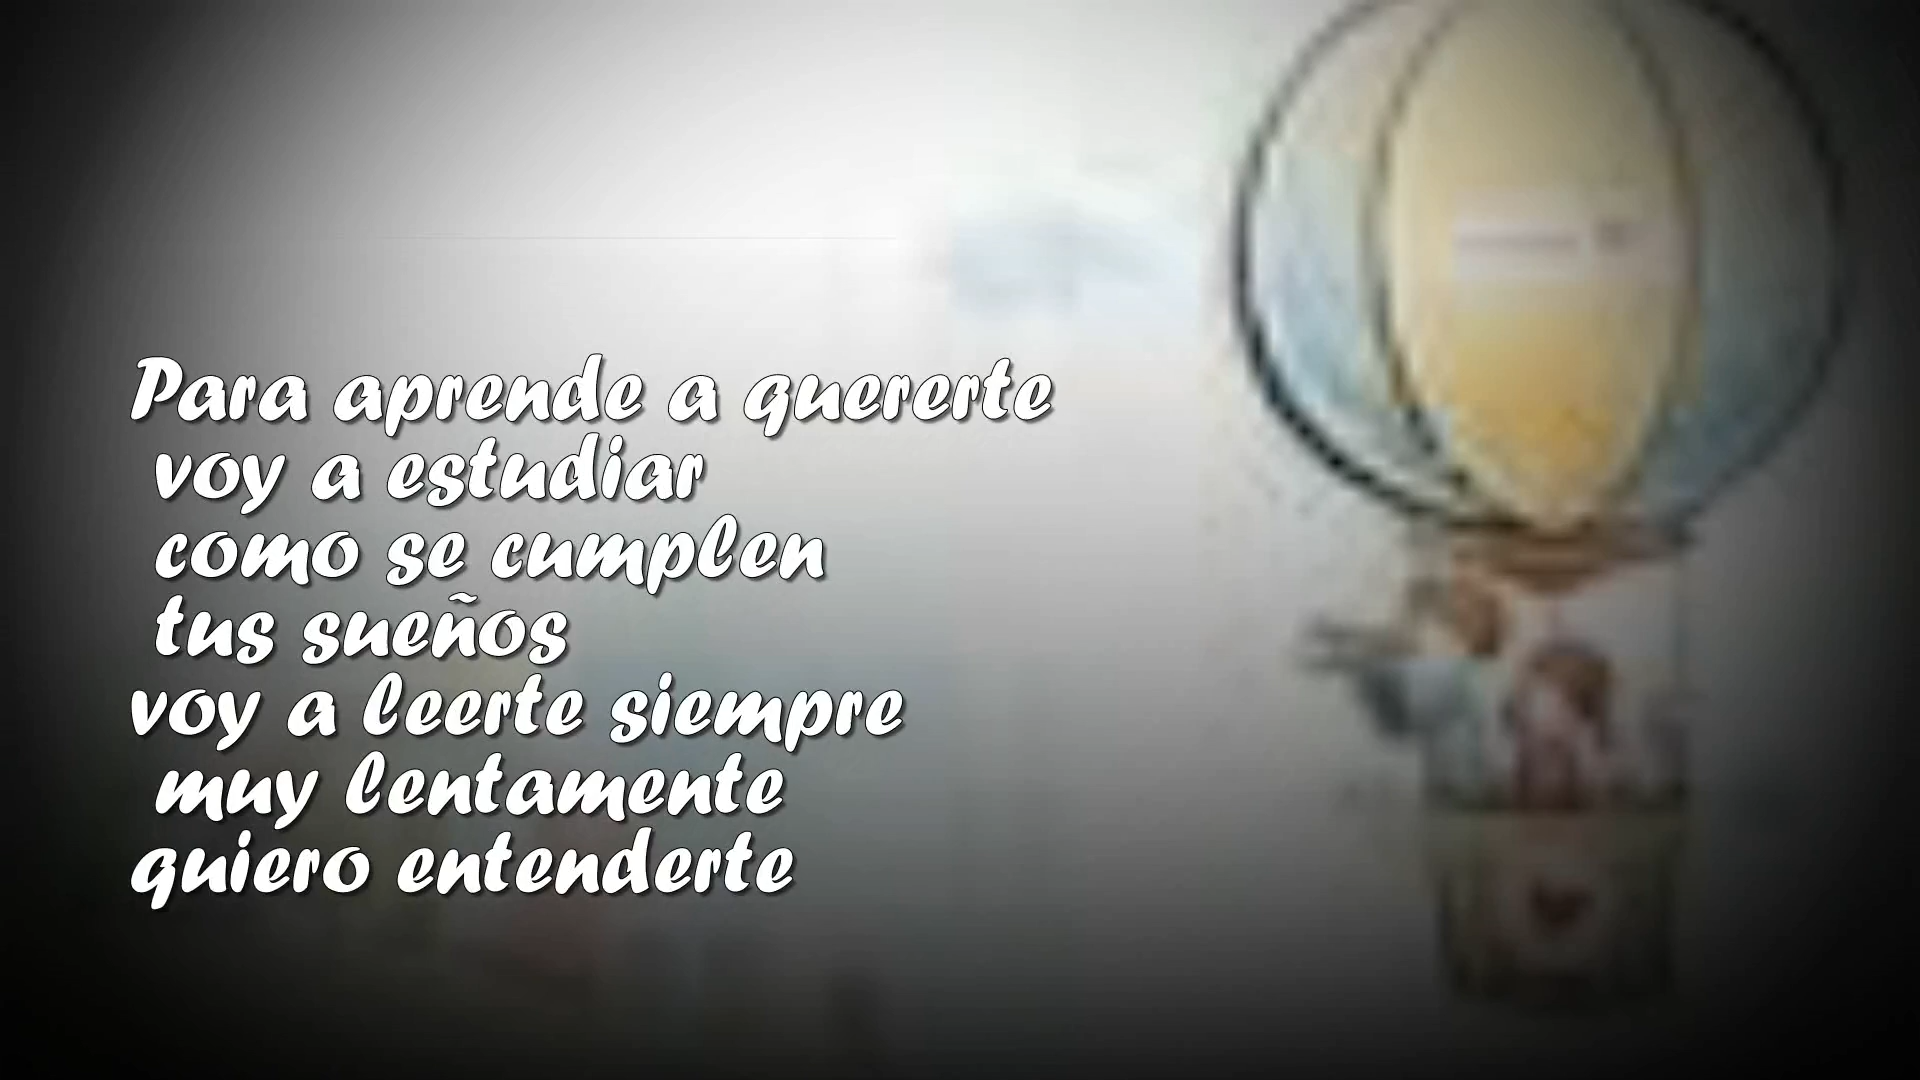 Para aprende a quererte
voy a estudiar
como se cumplen
tus sueños
voy a leerte siempre
muy lentamente
quiero entenderte